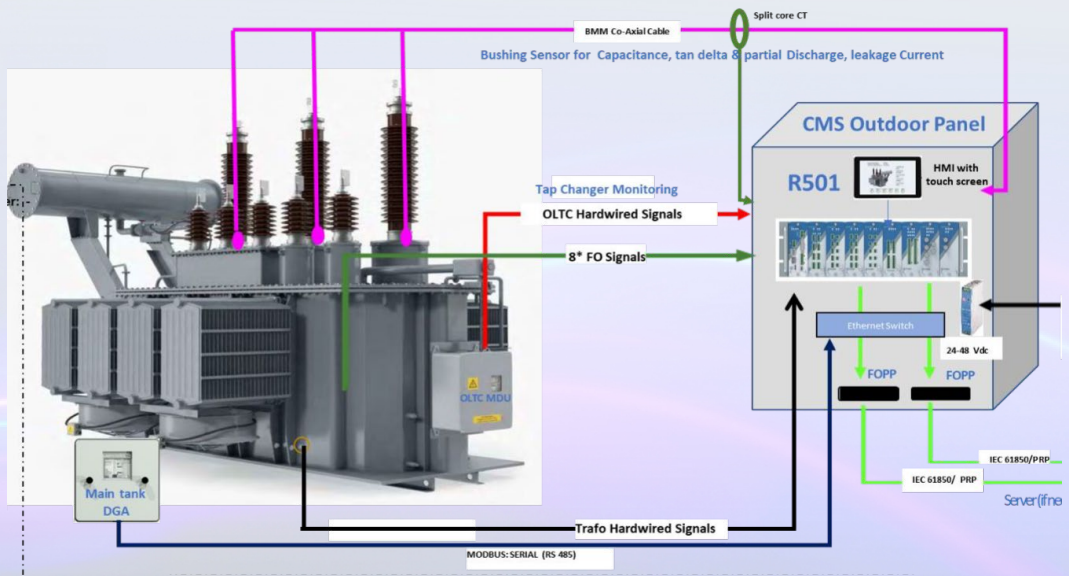 Split core CT
BMM Co-Axial Cable
Bushing Sensor for Capacitance, tan delta & partial Discharge, leakage Current
CMS Outdoor Panel
R501
HMI with
touch screen
Tap Changer Monitoring
OLTC Hardwired Signals
8* FO Signals
Ethernet Switch
24-48 Vdc
FOPP
FOPP
OLTC MDU
Main tank
DGA
IEC 61850/PRP
IEC 61850/ PRP
Server(if ne
Trafo Hardwired Signals
MODBUS: SERIAL (RS 485)